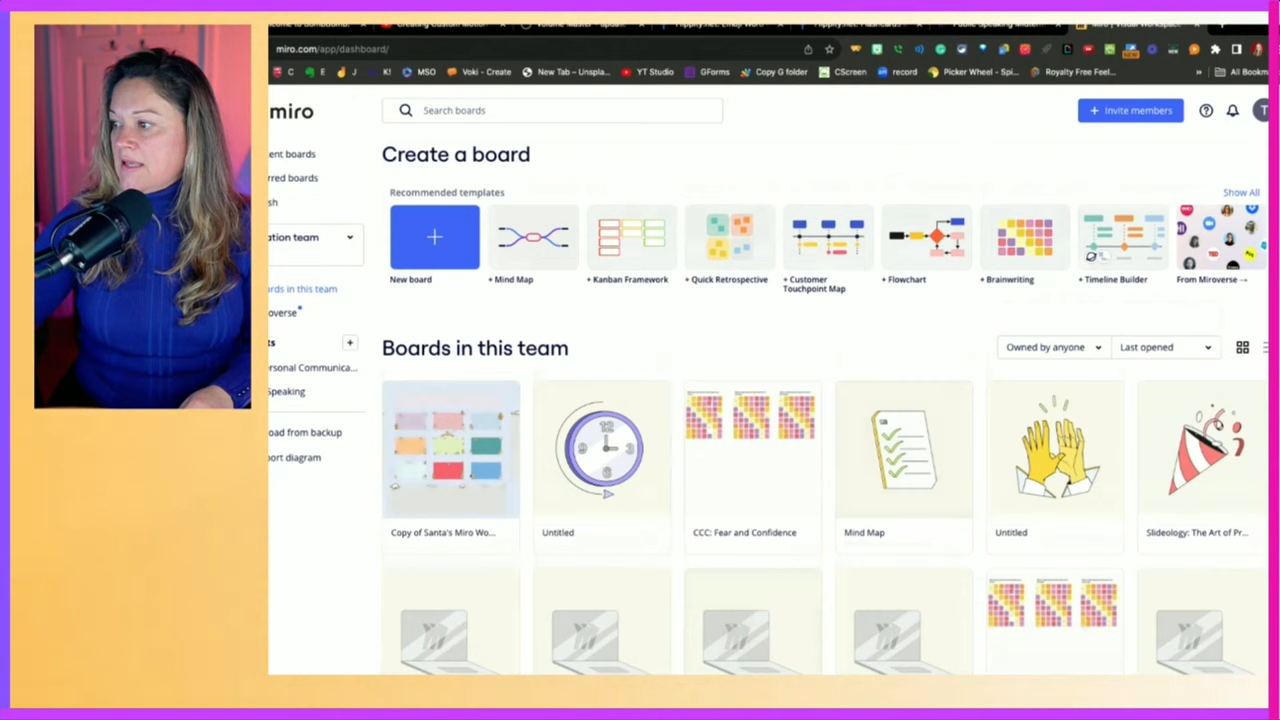 miro.com/app/dashboard/
C
E
J
K!
MSO
Voki - Create
New Tab – Unspla...
YT Studio
GForms
Copy G folder
CScreen
record
Picker Wheel - Spi...
Royalty Free Feel...
»
All Bookm
miro
Search boards
+ Invite members
T
ent boards
rred boards
sh
ation team
ards in this team
overse
ts
+
ersonal Communica...
Speaking
oad from backup
port diagram
Create a board
Recommended templates
Show All
New board
+ Mind Map
+ Kanban Framework
+ Quick Retrospective
+ Customer
Touchpoint Map
+ Flowchart
+ Brainwriting
+ Timeline Builder
From Miroverse →
Boards in this team
Owned by anyone
Last opened
12
3
6
9
Copy of Santa's Miro Wo...
Untitled
CCC: Fear and Confidence
Mind Map
Untitled
Slideology: The Art of Pr...